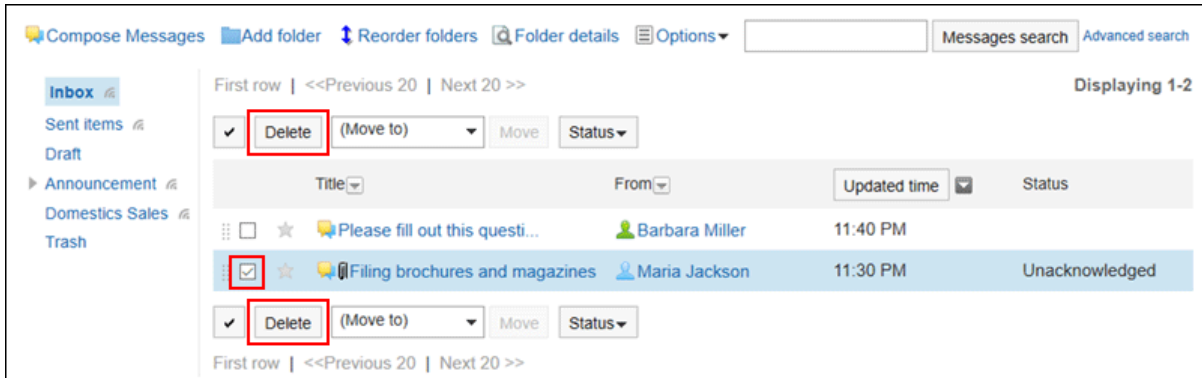 Compose Messages Add folder Reorder folders Folder details Options Messages search Advanced search
Inbox
Sent items
Draft
Announcement
Domestics Sales
Trash
First row | <<Previous 20 | Next 20 >> Displaying 1-2
Delete (Move to) Move Status
Title From Updated time Status
Please fill out this questi... Barbara Miller 11:40 PM
Filing brochures and magazines Maria Jackson 11:30 PM Unacknowledged
Delete (Move to) Move Status
First row | <<Previous 20 | Next 20 >>